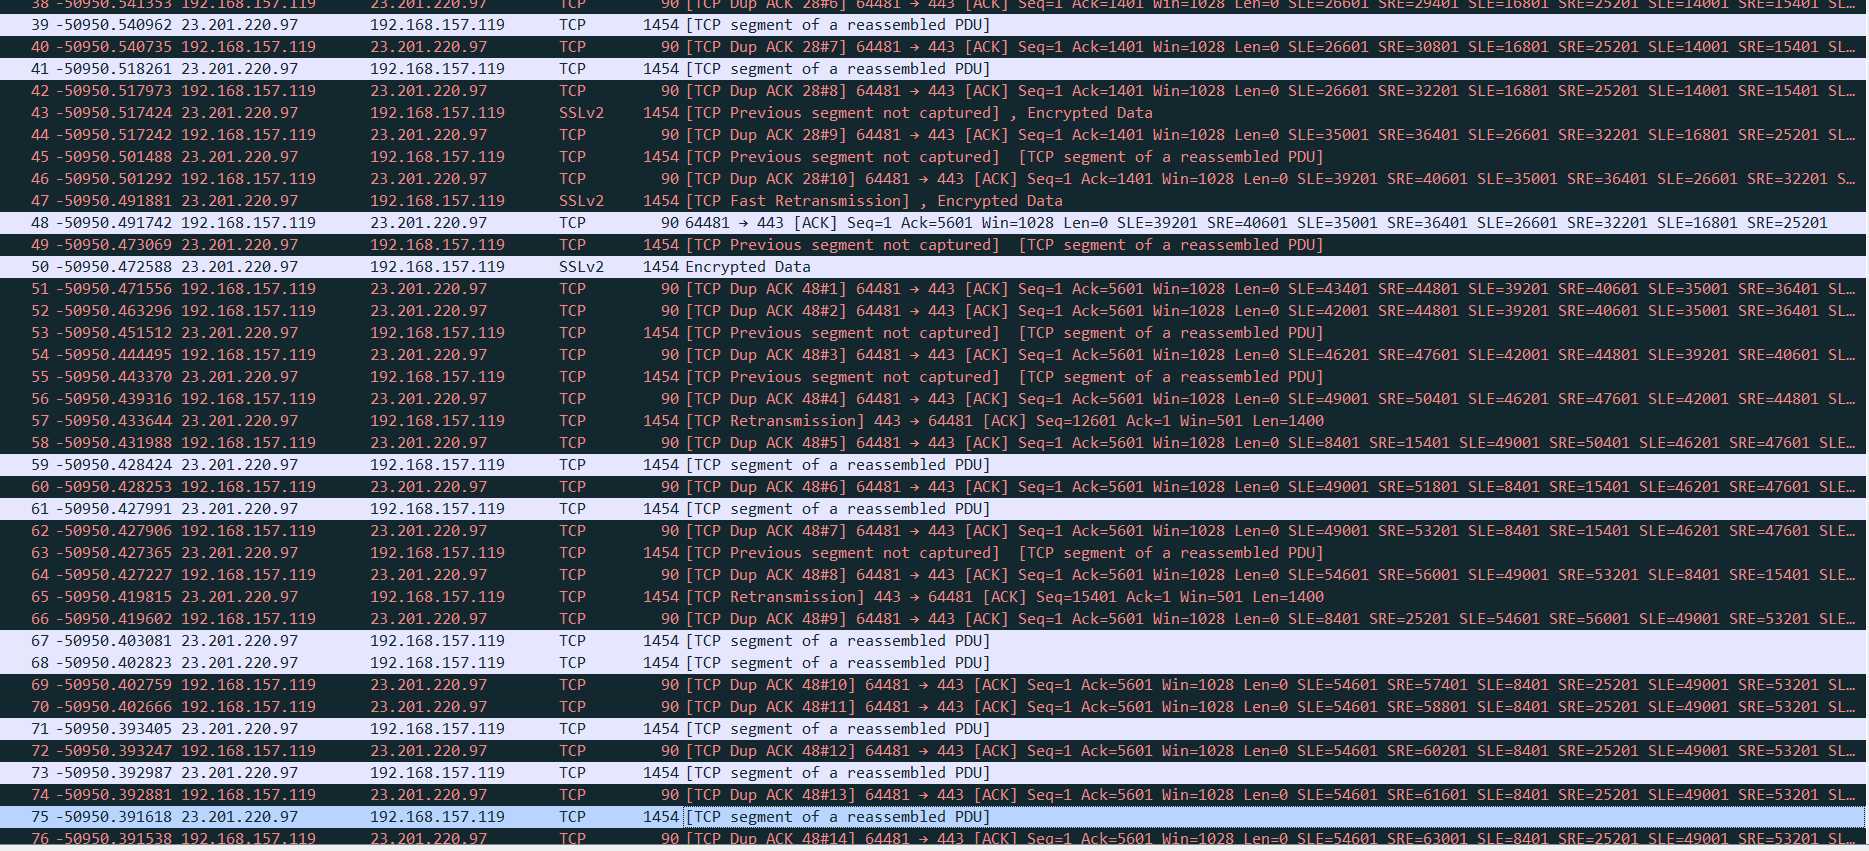 38 -50950.541353 192.168.157.119 23.201.220.97 TCP 90 [TCP Dup ACK 28#6] 64481 → 443 [ACK] Seq=1 Ack=1401 Win=1028 Len=0 SLE=26601 SRE=29401 SLE=16801 SRE=25201 SLE=14001 SRE=15401 SL…
39 -50950.540962 23.201.220.97 192.168.157.119 TCP 1454 [TCP segment of a reassembled PDU]
40 -50950.540735 192.168.157.119 23.201.220.97 TCP 90 [TCP Dup ACK 28#7] 64481 → 443 [ACK] Seq=1 Ack=1401 Win=1028 Len=0 SLE=26601 SRE=30801 SLE=16801 SRE=25201 SLE=14001 SRE=15401 SL…
41 -50950.518261 23.201.220.97 192.168.157.119 TCP 1454 [TCP segment of a reassembled PDU]
42 -50950.517973 192.168.157.119 23.201.220.97 TCP 90 [TCP Dup ACK 28#8] 64481 → 443 [ACK] Seq=1 Ack=1401 Win=1028 Len=0 SLE=26601 SRE=32201 SLE=16801 SRE=25201 SLE=14001 SRE=15401 SL…
43 -50950.517424 23.201.220.97 192.168.157.119 SSLv2 1454 [TCP Previous segment not captured] , Encrypted Data
44 -50950.517242 192.168.157.119 23.201.220.97 TCP 90 [TCP Dup ACK 28#9] 64481 → 443 [ACK] Seq=1 Ack=1401 Win=1028 Len=0 SLE=35001 SRE=36401 SLE=26601 SRE=32201 SLE=16801 SRE=25201 SL…
45 -50950.501488 23.201.220.97 192.168.157.119 TCP 1454 [TCP Previous segment not captured] [TCP segment of a reassembled PDU]
46 -50950.501292 192.168.157.119 23.201.220.97 TCP 90 [TCP Dup ACK 28#10] 64481 → 443 [ACK] Seq=1 Ack=1401 Win=1028 Len=0 SLE=39201 SRE=40601 SLE=35001 SRE=36401 SLE=26601 SRE=32201 S…
47 -50950.491881 23.201.220.97 192.168.157.119 SSLv2 1454 [TCP Fast Retransmission] , Encrypted Data
48 -50950.491742 192.168.157.119 23.201.220.97 TCP 90 64481 → 443 [ACK] Seq=1 Ack=5601 Win=1028 Len=0 SLE=39201 SRE=40601 SLE=35001 SRE=36401 SLE=26601 SRE=32201 SLE=16801 SRE=25201
49 -50950.473069 23.201.220.97 192.168.157.119 TCP 1454 [TCP Previous segment not captured] [TCP segment of a reassembled PDU]
50 -50950.472588 23.201.220.97 192.168.157.119 SSLv2 1454 Encrypted Data
51 -50950.471556 192.168.157.119 23.201.220.97 TCP 90 [TCP Dup ACK 48#1] 64481 → 443 [ACK] Seq=1 Ack=5601 Win=1028 Len=0 SLE=43401 SRE=44801 SLE=39201 SRE=40601 SLE=35001 SRE=36401 SL…
52 -50950.463296 192.168.157.119 23.201.220.97 TCP 90 [TCP Dup ACK 48#2] 64481 → 443 [ACK] Seq=1 Ack=5601 Win=1028 Len=0 SLE=42001 SRE=44801 SLE=39201 SRE=40601 SLE=35001 SRE=36401 SL…
53 -50950.451512 23.201.220.97 192.168.157.119 TCP 1454 [TCP Previous segment not captured] [TCP segment of a reassembled PDU]
54 -50950.444495 192.168.157.119 23.201.220.97 TCP 90 [TCP Dup ACK 48#3] 64481 → 443 [ACK] Seq=1 Ack=5601 Win=1028 Len=0 SLE=46201 SRE=47601 SLE=42001 SRE=44801 SLE=39201 SRE=40601 SL…
55 -50950.443370 23.201.220.97 192.168.157.119 TCP 1454 [TCP Previous segment not captured] [TCP segment of a reassembled PDU]
56 -50950.439316 192.168.157.119 23.201.220.97 TCP 90 [TCP Dup ACK 48#4] 64481 → 443 [ACK] Seq=1 Ack=5601 Win=1028 Len=0 SLE=49001 SRE=50401 SLE=46201 SRE=47601 SLE=42001 SRE=44801 SL…
57 -50950.433644 23.201.220.97 192.168.157.119 TCP 1454 [TCP Retransmission] 443 → 64481 [ACK] Seq=12601 Ack=1 Win=501 Len=1400
58 -50950.431988 192.168.157.119 23.201.220.97 TCP 90 [TCP Dup ACK 48#5] 64481 → 443 [ACK] Seq=1 Ack=5601 Win=1028 Len=0 SLE=8401 SRE=15401 SLE=49001 SRE=50401 SLE=46201 SRE=47601 SLE…
59 -50950.428424 23.201.220.97 192.168.157.119 TCP 1454 [TCP segment of a reassembled PDU]
60 -50950.428253 192.168.157.119 23.201.220.97 TCP 90 [TCP Dup ACK 48#6] 64481 → 443 [ACK] Seq=1 Ack=5601 Win=1028 Len=0 SLE=49001 SRE=51801 SLE=8401 SRE=15401 SLE=46201 SRE=47601 SLE…
61 -50950.427991 23.201.220.97 192.168.157.119 TCP 1454 [TCP segment of a reassembled PDU]
62 -50950.427906 192.168.157.119 23.201.220.97 TCP 90 [TCP Dup ACK 48#7] 64481 → 443 [ACK] Seq=1 Ack=5601 Win=1028 Len=0 SLE=49001 SRE=53201 SLE=8401 SRE=15401 SLE=46201 SRE=47601 SLE…
63 -50950.427365 23.201.220.97 192.168.157.119 TCP 1454 [TCP Previous segment not captured] [TCP segment of a reassembled PDU]
64 -50950.427227 192.168.157.119 23.201.220.97 TCP 90 [TCP Dup ACK 48#8] 64481 → 443 [ACK] Seq=1 Ack=5601 Win=1028 Len=0 SLE=54601 SRE=56001 SLE=49001 SRE=53201 SLE=8401 SRE=15401 SLE…
65 -50950.419815 23.201.220.97 192.168.157.119 TCP 1454 [TCP Retransmission] 443 → 64481 [ACK] Seq=15401 Ack=1 Win=501 Len=1400
66 -50950.419602 192.168.157.119 23.201.220.97 TCP 90 [TCP Dup ACK 48#9] 64481 → 443 [ACK] Seq=1 Ack=5601 Win=1028 Len=0 SLE=8401 SRE=25201 SLE=54601 SRE=56001 SLE=49001 SRE=53201 SLE…
67 -50950.403081 23.201.220.97 192.168.157.119 TCP 1454 [TCP segment of a reassembled PDU]
68 -50950.402823 23.201.220.97 192.168.157.119 TCP 1454 [TCP segment of a reassembled PDU]
69 -50950.402759 192.168.157.119 23.201.220.97 TCP 90 [TCP Dup ACK 48#10] 64481 → 443 [ACK] Seq=1 Ack=5601 Win=1028 Len=0 SLE=54601 SRE=57401 SLE=8401 SRE=25201 SLE=49001 SRE=53201 SL…
70 -50950.402666 192.168.157.119 23.201.220.97 TCP 90 [TCP Dup ACK 48#11] 64481 → 443 [ACK] Seq=1 Ack=5601 Win=1028 Len=0 SLE=54601 SRE=58801 SLE=8401 SRE=25201 SLE=49001 SRE=53201 SL…
71 -50950.393405 23.201.220.97 192.168.157.119 TCP 1454 [TCP segment of a reassembled PDU]
72 -50950.393247 192.168.157.119 23.201.220.97 TCP 90 [TCP Dup ACK 48#12] 64481 → 443 [ACK] Seq=1 Ack=5601 Win=1028 Len=0 SLE=54601 SRE=60201 SLE=8401 SRE=25201 SLE=49001 SRE=53201 SL…
73 -50950.392987 23.201.220.97 192.168.157.119 TCP 1454 [TCP segment of a reassembled PDU]
74 -50950.392881 192.168.157.119 23.201.220.97 TCP 90 [TCP Dup ACK 48#13] 64481 → 443 [ACK] Seq=1 Ack=5601 Win=1028 Len=0 SLE=54601 SRE=61601 SLE=8401 SRE=25201 SLE=49001 SRE=53201 SL…
75 -50950.391618 23.201.220.97 192.168.157.119 TCP 1454 [TCP segment of a reassembled PDU]
76 -50950.391538 192.168.157.119 23.201.220.97 TCP 90 [TCP Dup ACK 48#14] 64481 → 443 [ACK] Seq=1 Ack=5601 Win=1028 Len=0 SLE=54601 SRE=63001 SLE=8401 SRE=25201 SLE=49001 SRE=53201 SL…